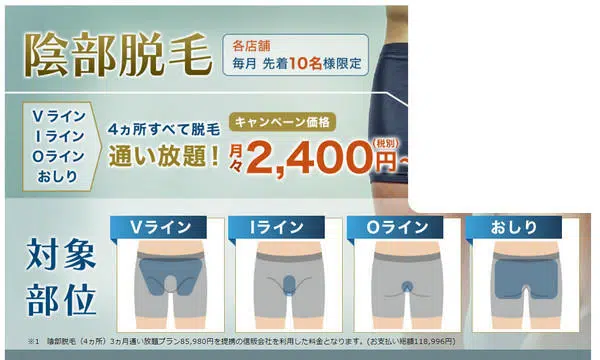 陰部脱毛
各店舗
毎月 先着10名様限定
Vライン
Iライン
Oライン
おしり
4ヵ所すべて脱毛
通い放題!
キャンペーン価格
月々2,400円~
(税別)
対象
部位
Vライン
Iライン
Oライン
おしり
※1 陰部脱毛(4ヵ所)3ヵ月通い放題プラン85,980円を提携の信販会社を利用した料金となります。(お支払い総額118,996円)